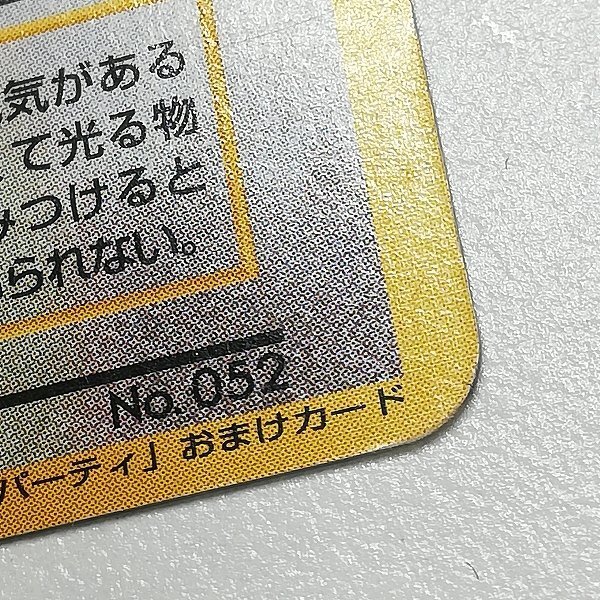 気がある
て光る物
みつけると
られない。
No.052
パーティ」おまけカード